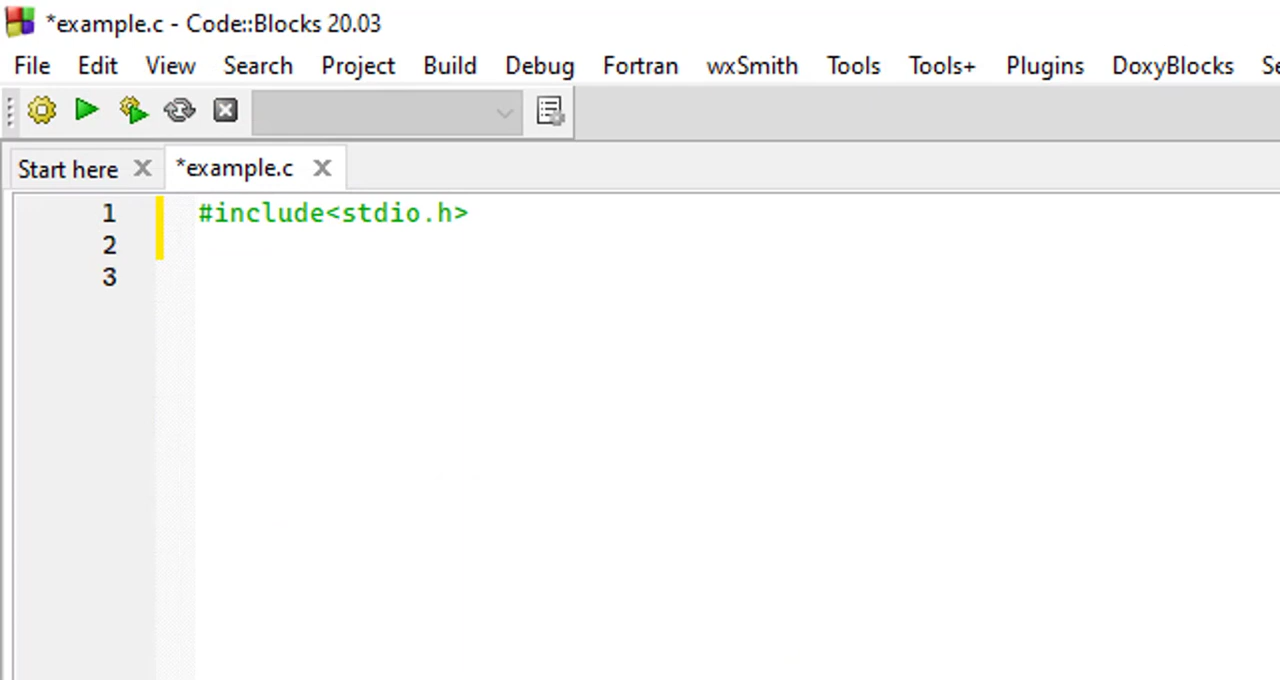 *example.c - Code::Blocks 20.03
File Edit View Search Project Build Debug Fortran wxSmith Tools Tools+ Plugins DoxyBlocks
Start here *example.c
1 #include<stdio.h>
2
3